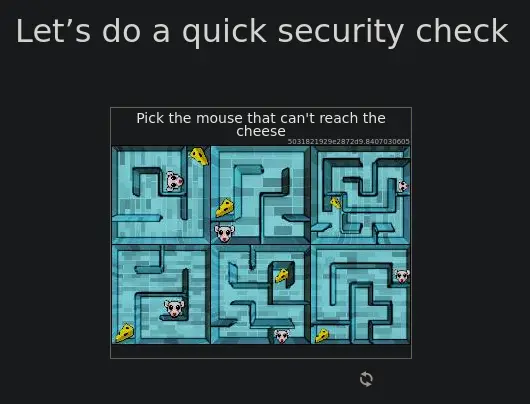 Let’s do a quick security check
Pick the mouse that can't reach the
cheese
5031821929e2872d9.8407030605